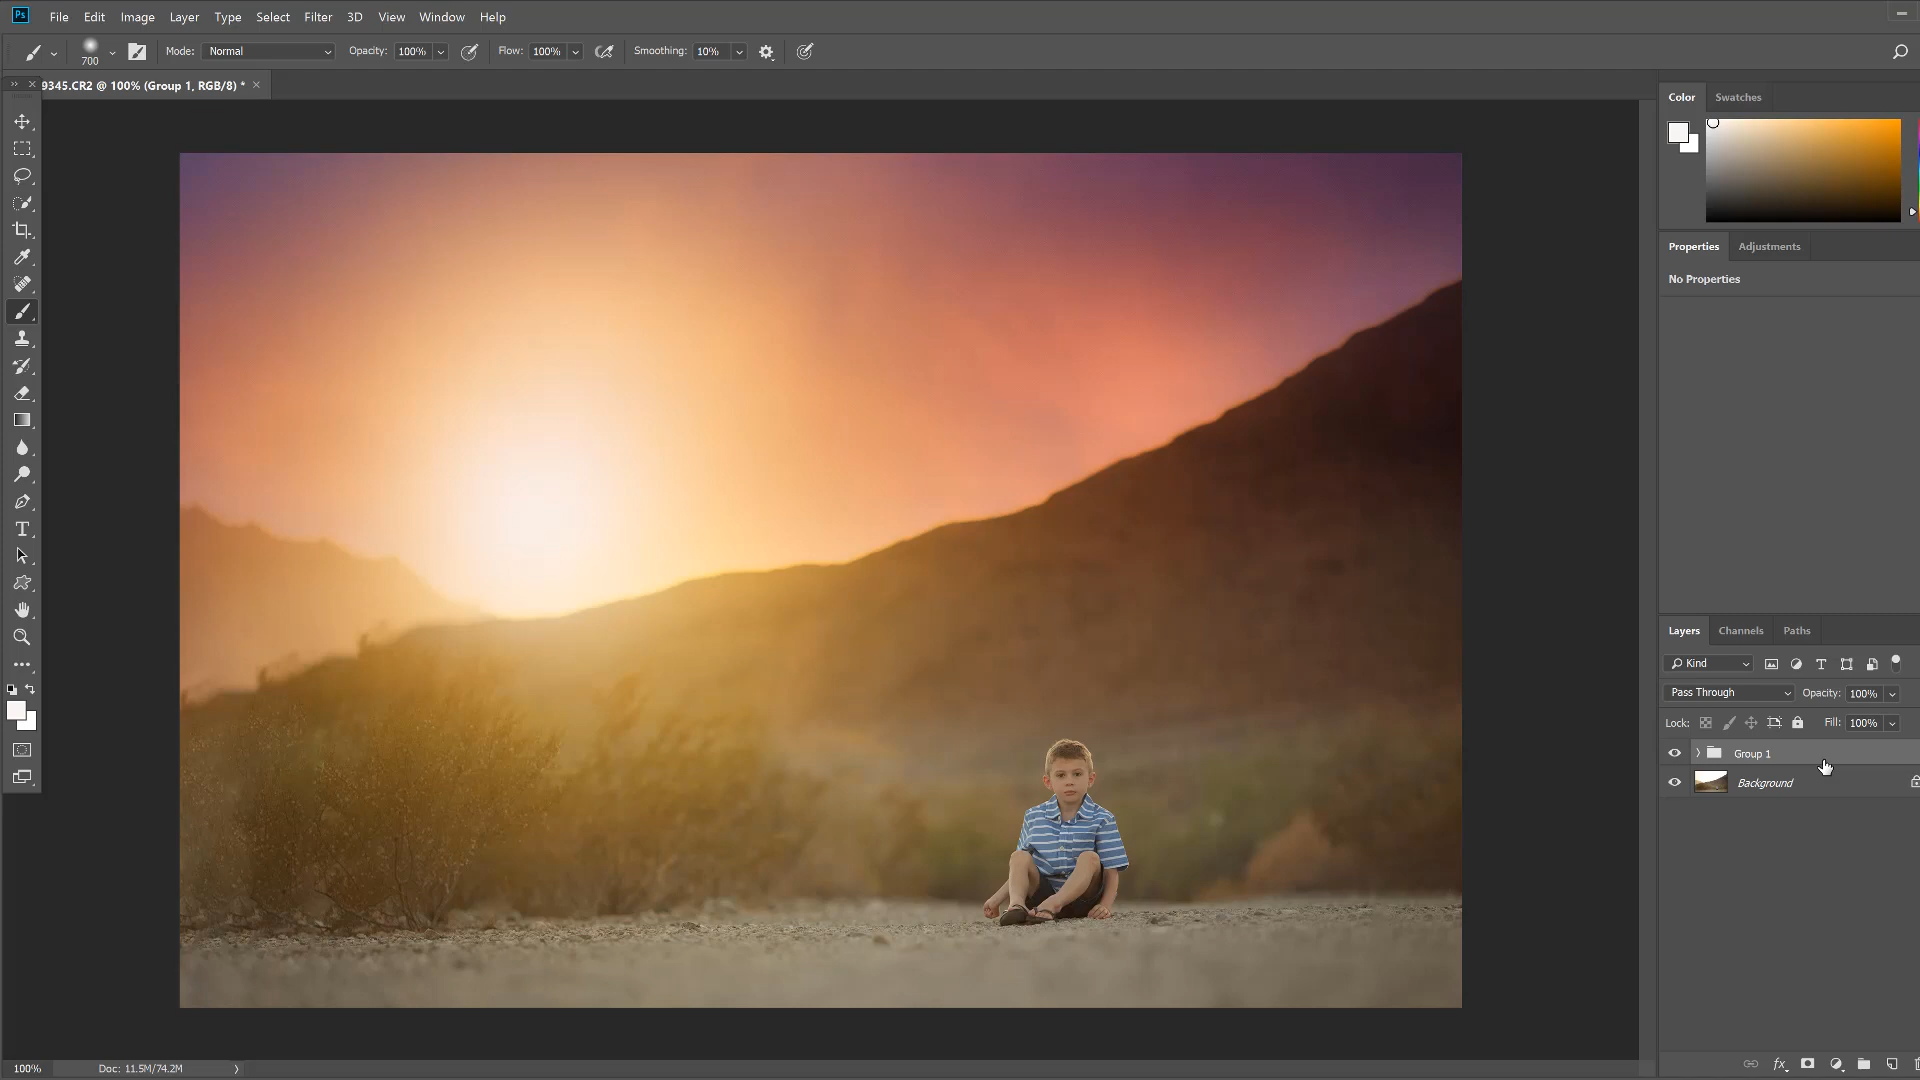 Ps File Edit Image Layer Type Select Filter 3D View Window Help
700 Mode: Normal Opacity: 100% Flow: 100% Smoothing: 10%
9345.CR2 @ 100% (Group 1, RGB/8) *
Color Swatches
Properties Adjustments
No Properties
Layers Channels Paths
Kind
Pass Through Opacity: 100%
Lock: Fill: 100%
Group 1
Background
100% Doc: 11.5M/74.2M